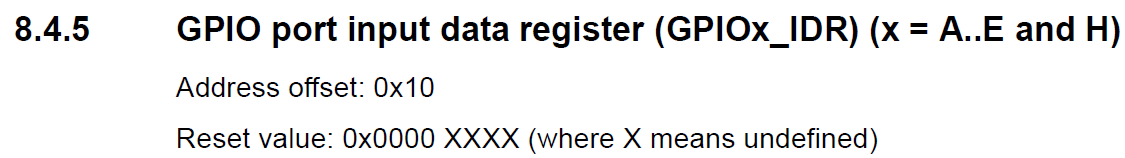 8.4.5 GPIO port input data register (GPIOx_IDR) (x = A..E and H)
Address offset: 0x10
Reset value: 0x0000 XXXX (where X means undefined)